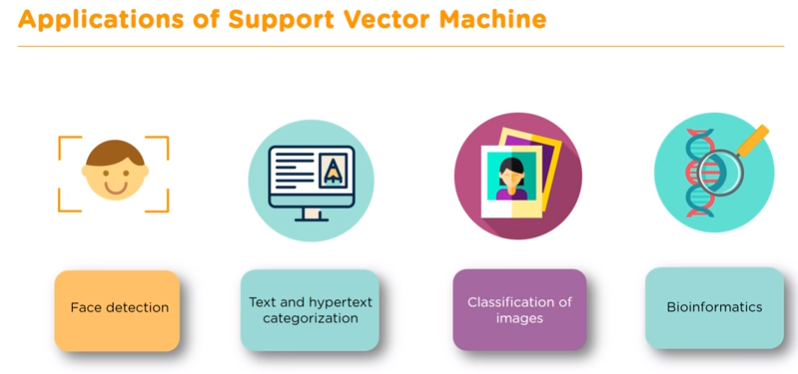 Applications of Support Vector Machine
Face detection
Text and hypertext
categorization
Classification of
images
Bioinformatics